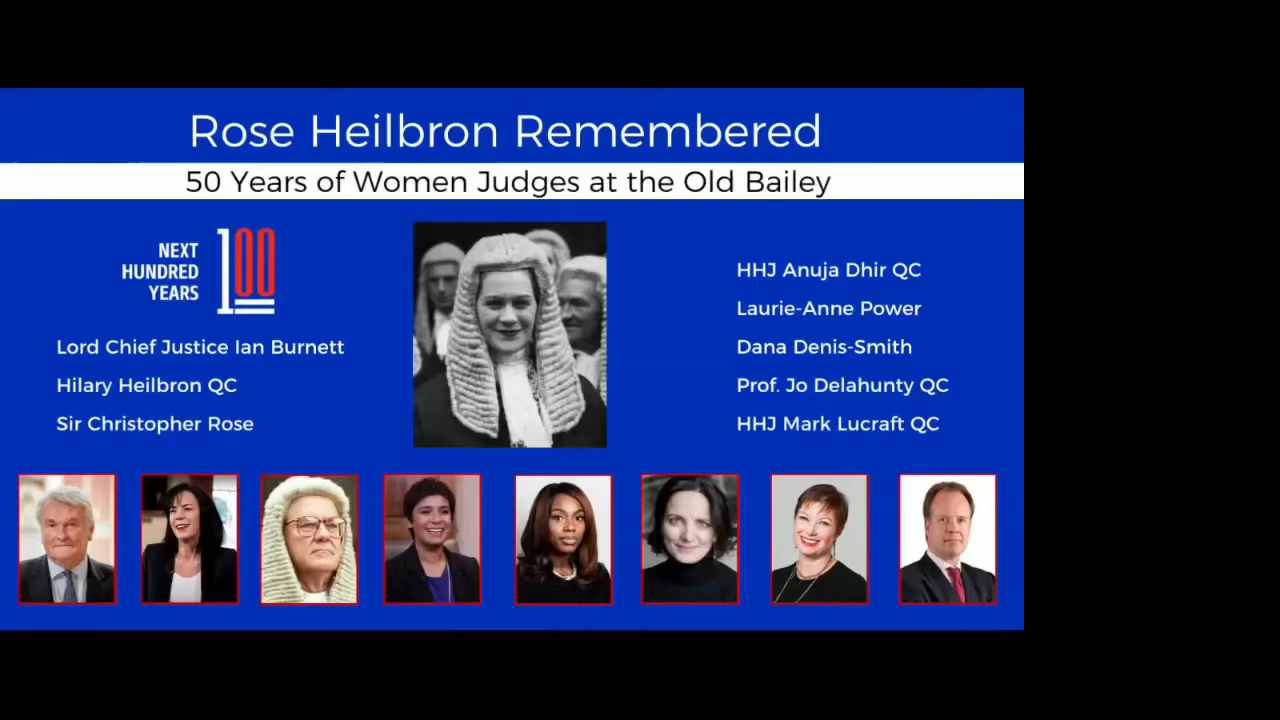 Rose Heilbron Remembered
50 Years of Women Judges at the Old Bailey
NEXT
HUNDRED
YEARS
100
Lord Chief Justice Ian Burnett
Hilary Heilbron QC
Sir Christopher Rose
HHJ Anuja Dhir QC
Laurie-Anne Power
Dana Denis-Smith
Prof. Jo Delahunty QC
HHJ Mark Lucraft QC